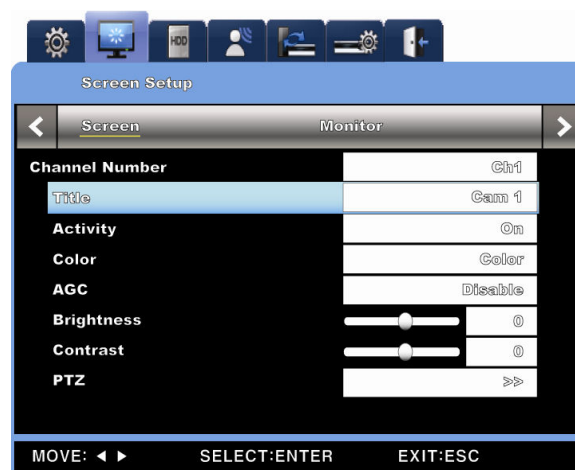 HDD
Screen Setup
Screen Monitor
Channel Number Ch1
Title Cam 1
Activity On
Color Color
AGC Disable
Brightness 0
Contrast 0
PTZ >>
MOVE: ◄ ► SELECT:ENTER EXIT:ESC